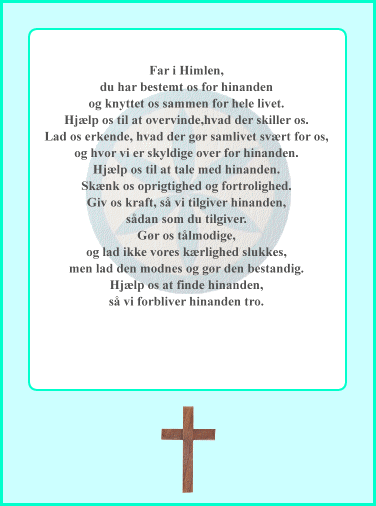 Far i Himlen,
du har bestemt os for hinanden
og knyttet os sammen for hele livet.
Hjælp os til at overvinde,hvad der skiller os.
Lad os erkende, hvad der gør samlivet svært for os,
og hvor vi er skyldige over for hinanden.
Hjælp os til at tale med hinanden.
Skænk os oprigtighed og fortrolighed.
Giv os kraft, så vi tilgiver hinanden,
sådan som du tilgiver.
Gør os tålmodige,
og lad ikke vores kærlighed slukkes,
men lad den modnes og gør den bestandig.
Hjælp os at finde hinanden,
så vi forbliver hinanden tro.